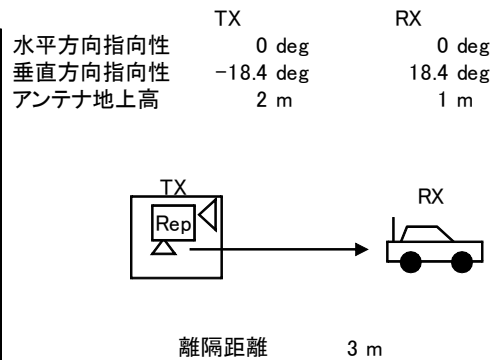 TX RX
水平方向指向性 0 deg 0 deg
垂直方向指向性 -18.4 deg 18.4 deg
アンテナ地上高 2 m 1 m
TX
RX
Rep
離隔距離 3 m